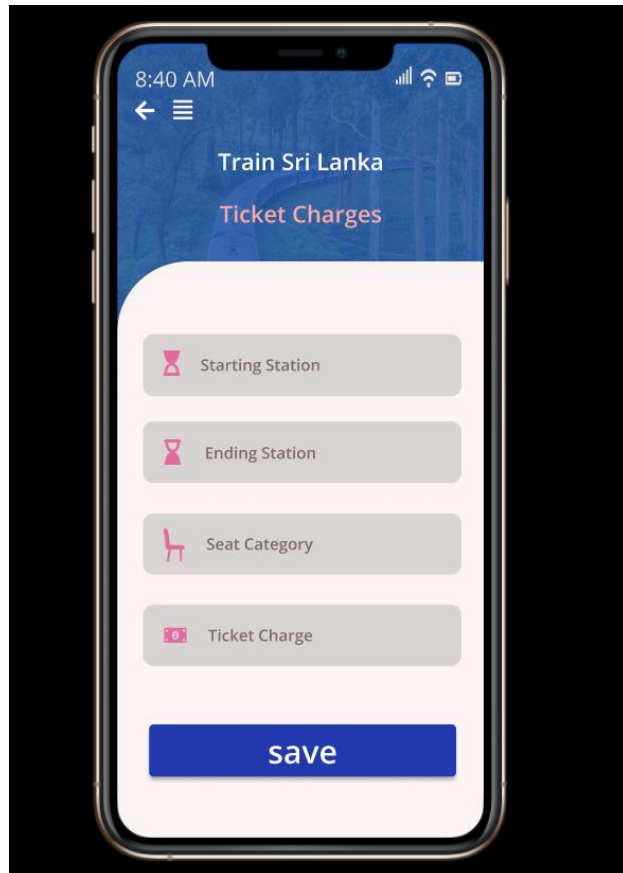 8:40 AM
Train Sri Lanka
Ticket Charges
Starting Station
Ending Station
Seat Category
Ticket Charge
save